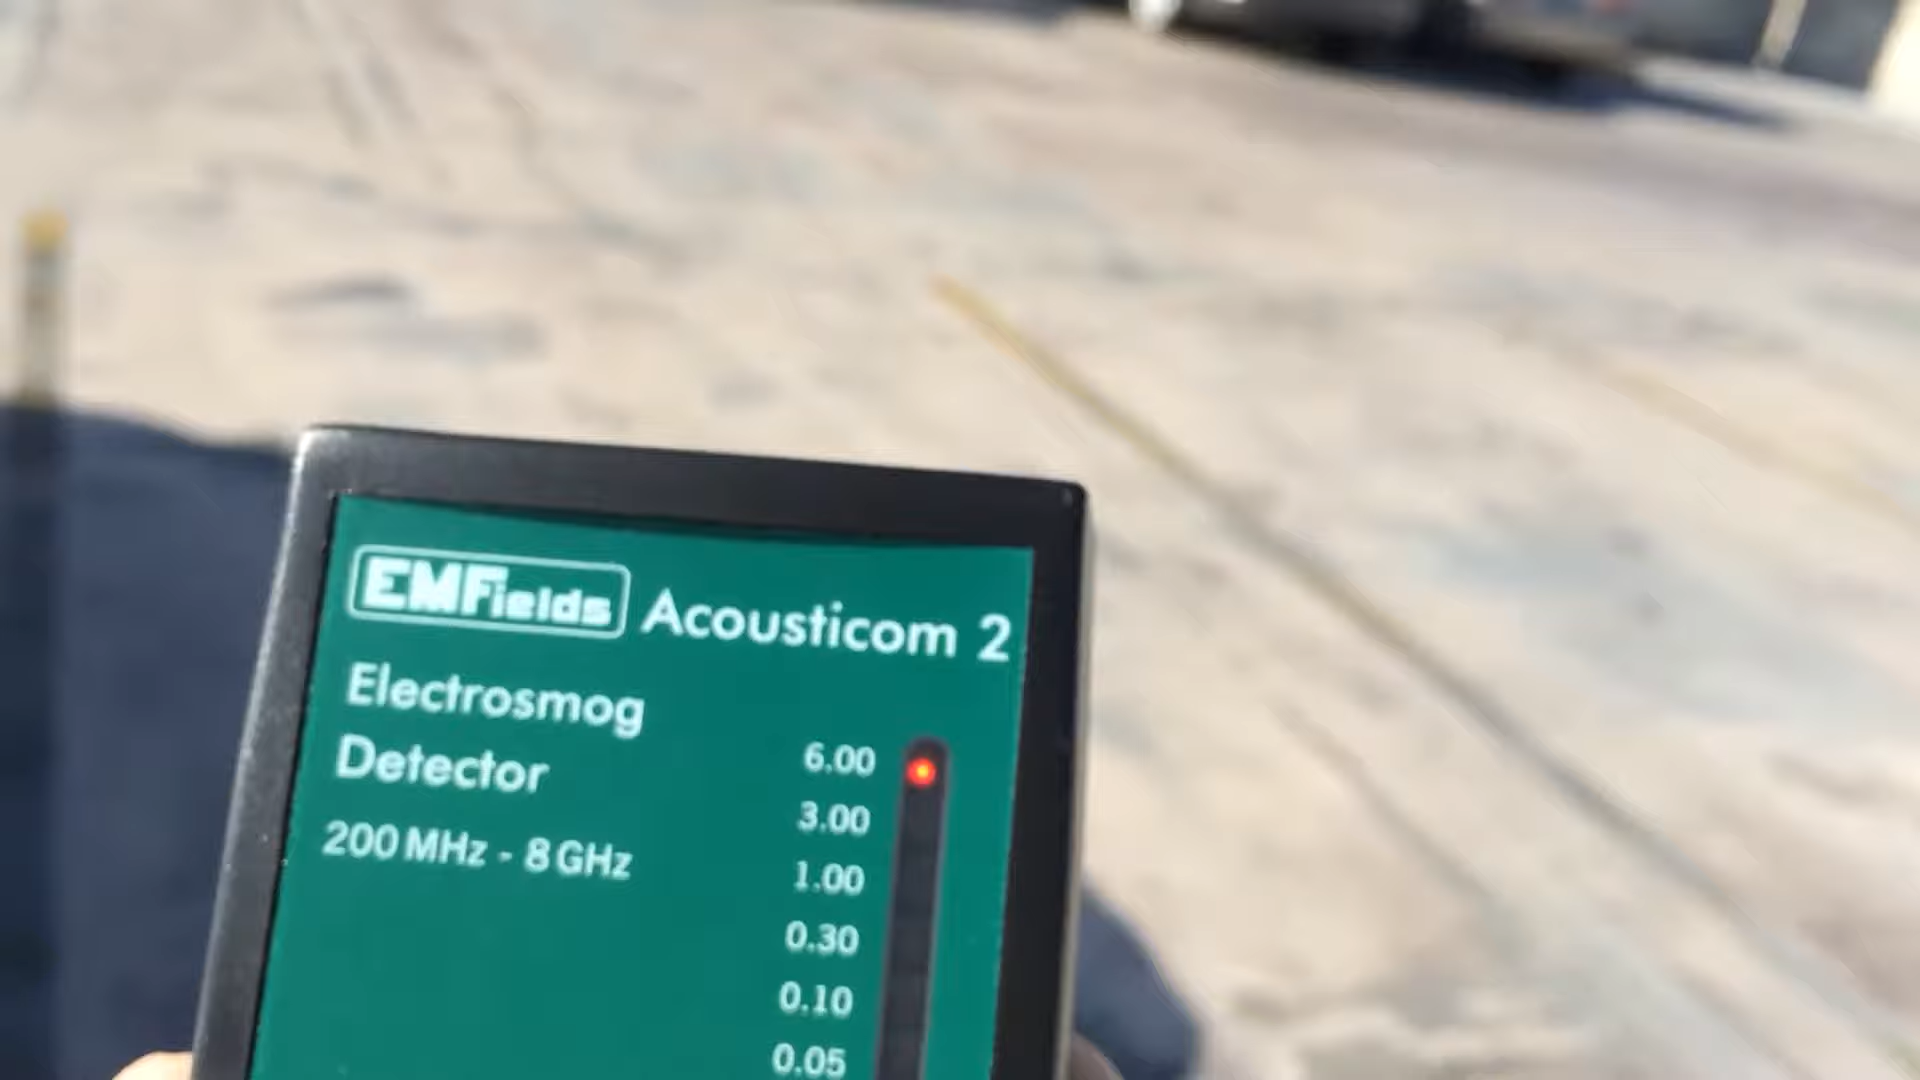 EMFields Acousticom 2
Electrosmog
Detector
200 MHz - 8 GHz
6.00
3.00
1.00
0.30
0.10
0.05